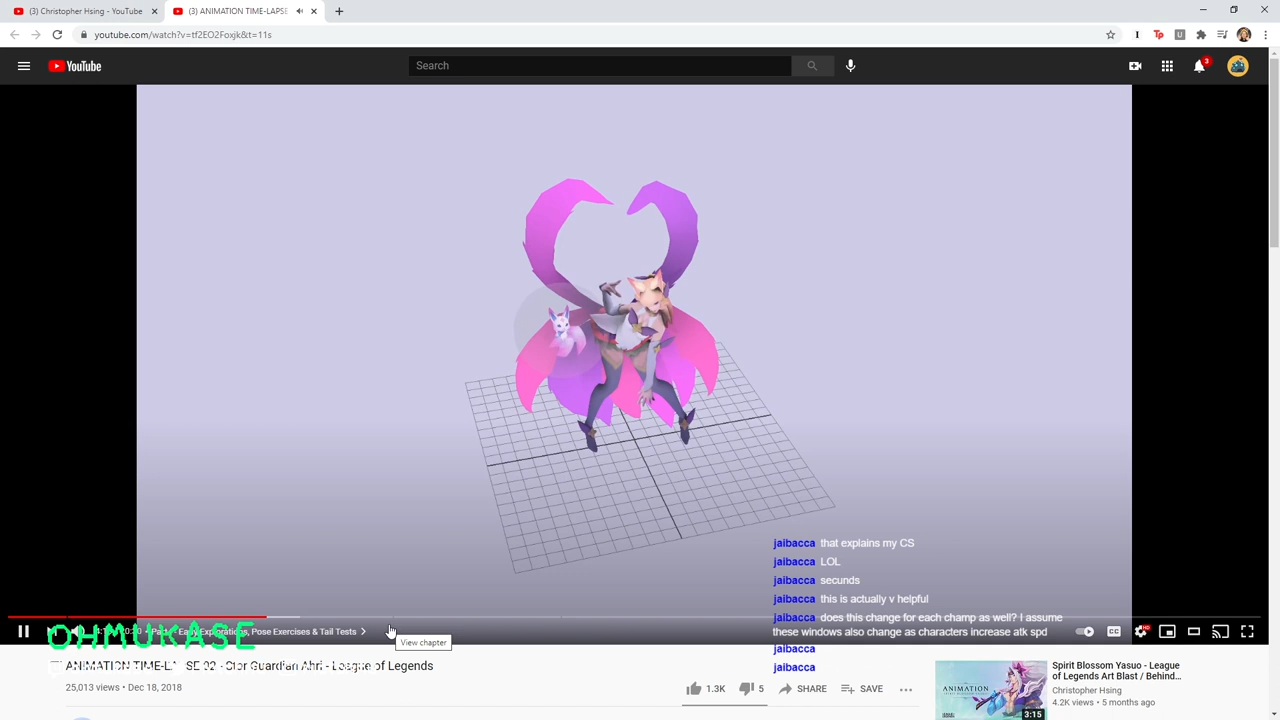 (3) Christopher Hsing - YouTube
(3) ANIMATION TIME-LAPSE
youtube.com/watch?v=tf2EO2Foxjk&t=11s
YouTube
Search
3
jaibacca that explains my CS
jaibacca LOL
jaibacca secunds
jaibacca this is actually v helpful
jaibacca does this change for each champ as well? I assume
these windows also change as characters increase atk spd
jaibacca
jaibacca
Early Explorations, Pose Exercises & Tail Tests
OHMUKASE
View chapter
CC
HD
ANIMATION TIME-LAPSE 02 - Star Guardian Ahri - League of Legends
25,013 views • Dec 18, 2018
1.3K
5
SHARE
SAVE
ANIMATION
3:15
Spirit Blossom Yasuo - League
of Legends Art Blast / Behind...
Christopher Hsing
4.2K views • 5 months ago